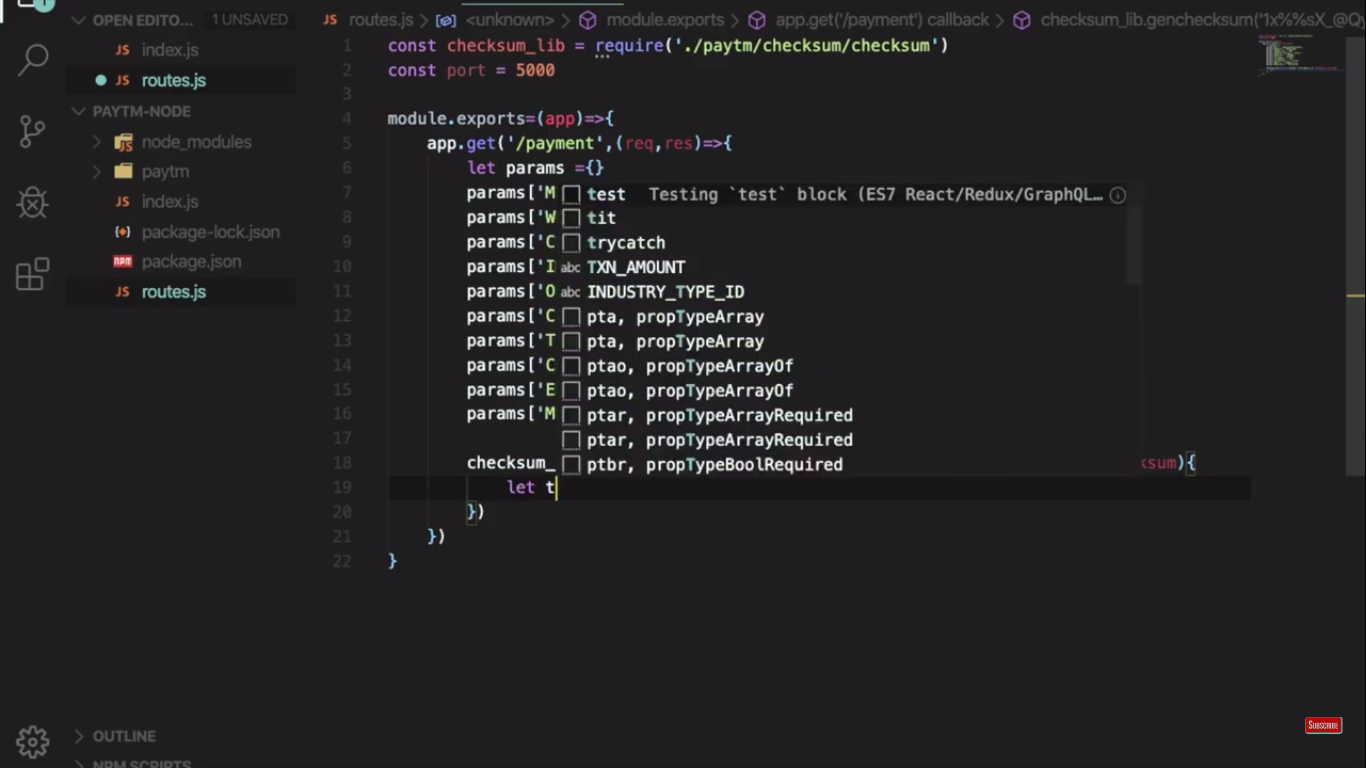 OPEN EDITO... 1 UNSAVED
JS index.js
JS routes.js
PAYTM-NODE
node_modules
paytm
JS index.js
package-lock.json
npm package.json
JS routes.js
OUTLINE
NPM SCRIPTS
JS routes.js > <unknown> > module.exports > app.get('/payment') callback > checksum_lib.genchecksum('1x%%sX_@Q
1 const checksum_lib = require('./paytm/checksum/checksum')
2 const port = 5000
3
4 module.exports=(app)=>{
5 app.get('/payment',(req,res)=>{
6 let params ={}
7 params['M
8 params['W
9 params['C
10 params['I
11 params['O
12 params['C
13 params['T
14 params['C
15 params['E
16 params['M
17
18 checksum_ ksum){
19 let t
20 })
21 })
22 }
test Testing `test` block (ES7 React/Redux/GraphQL…
tit
trycatch
abc TXN_AMOUNT
abc INDUSTRY_TYPE_ID
pta, propTypeArray
pta, propTypeArray
ptao, propTypeArrayOf
ptao, propTypeArrayOf
ptar, propTypeArrayRequired
ptar, propTypeArrayRequired
ptbr, propTypeBoolRequired
SUBSCRIBE